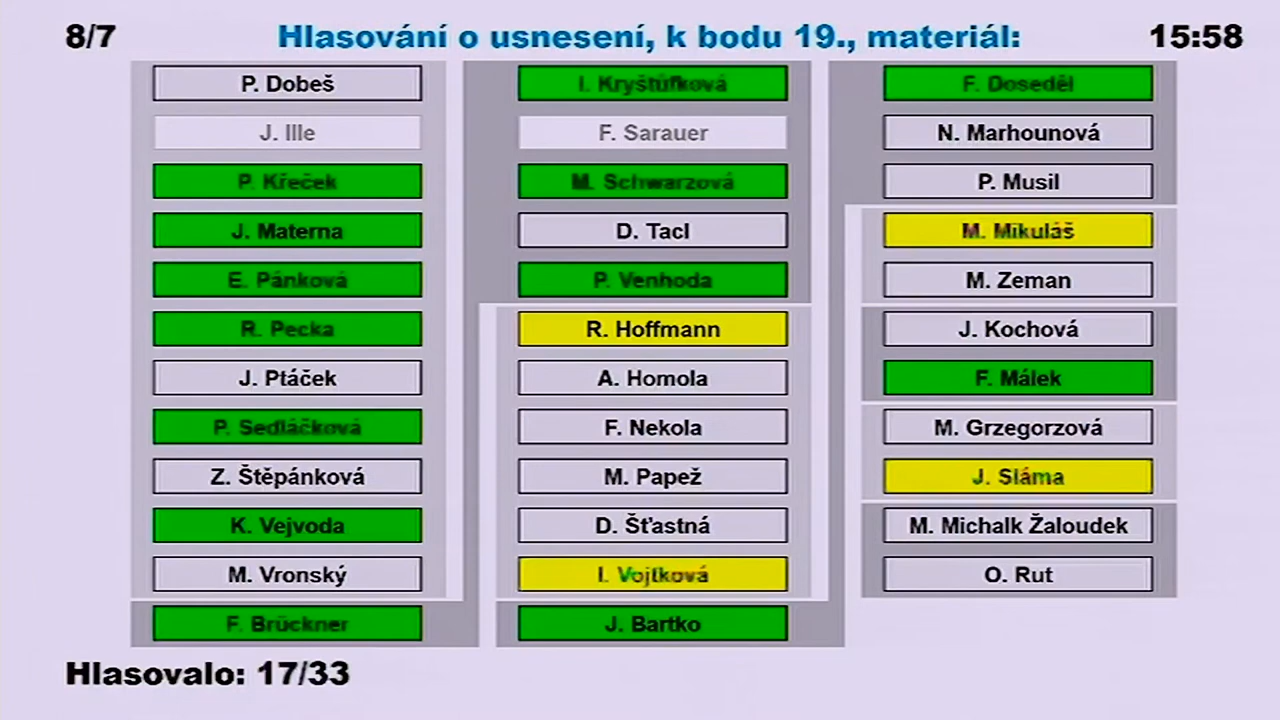 8/7 Hlasování o usnesení, k bodu 19., materiál: 15:58
P. Dobeš
J. Ille
P. Křeček
J. Materna
E. Pánková
R. Pecka
J. Ptáček
P. Sedláčková
Z. Štěpánková
K. Vejvoda
M. Vronský
F. Brückner
I. Kryštůfková
F. Sarauer
M. Schwarzová
D. Tacl
P. Venhoda
R. Hoffmann
A. Homola
F. Nekola
M. Papež
D. Šťastná
I. Vojtková
J. Bartko
F. Doseděl
N. Marhounová
P. Musil
M. Mikuláš
M. Zeman
J. Kochová
F. Málek
M. Grzegorzová
J. Sláma
M. Michalk Žaloudek
O. Rut
Hlasovalo: 17/33